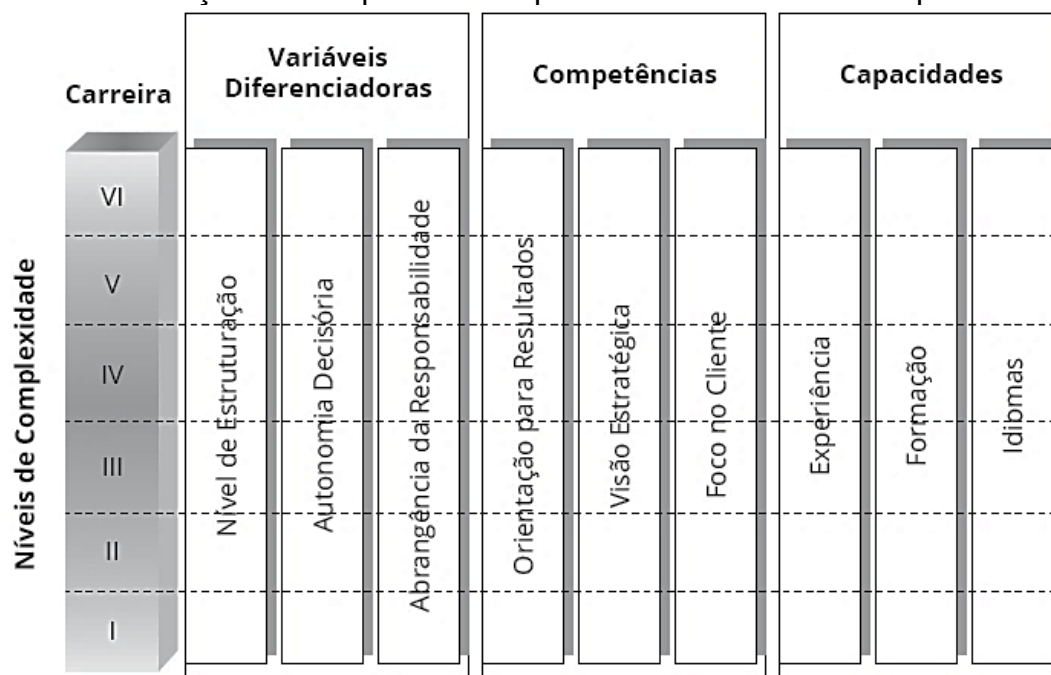 Variáveis
Diferenciadoras
Competências
Capacidades
Carreira
Níveis de Complexidade
VI
V
IV
III
II
I
Nível de Estruturação
Autonomia Decisória
Abrangência da Responsabilidade
Orientação para Resultados
Visão Estratégica
Foco no Cliente
Experiência
Formação
Idiomas